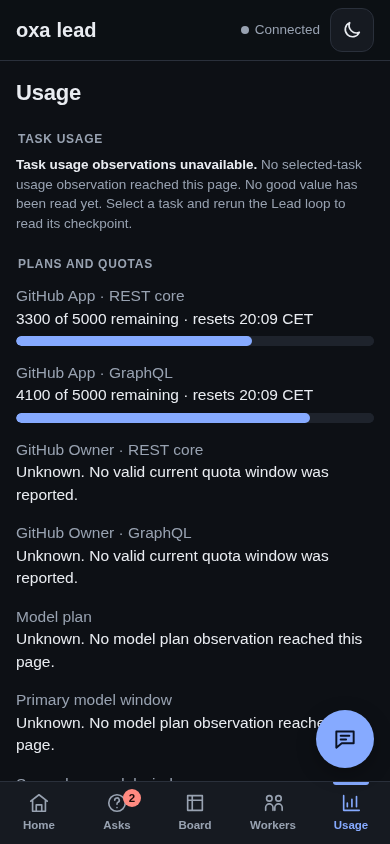 oxa lead
Connected
Usage
TASK USAGE
Task usage observations unavailable. No selected-task
usage observation reached this page. No good value has
been read yet. Select a task and rerun the Lead loop to
read its checkpoint.
PLANS AND QUOTAS
GitHub App · REST core
3300 of 5000 remaining · resets 20:09 CET
GitHub App · GraphQL
4100 of 5000 remaining · resets 20:09 CET
GitHub Owner · REST core
Unknown. No valid current quota window was
reported.
GitHub Owner · GraphQL
Unknown. No valid current quota window was
reported.
Model plan
Unknown. No model plan observation reached this
page.
Primary model window
Unknown. No model plan observation reached
page.
2
Home
Asks
Board
Workers
Usage